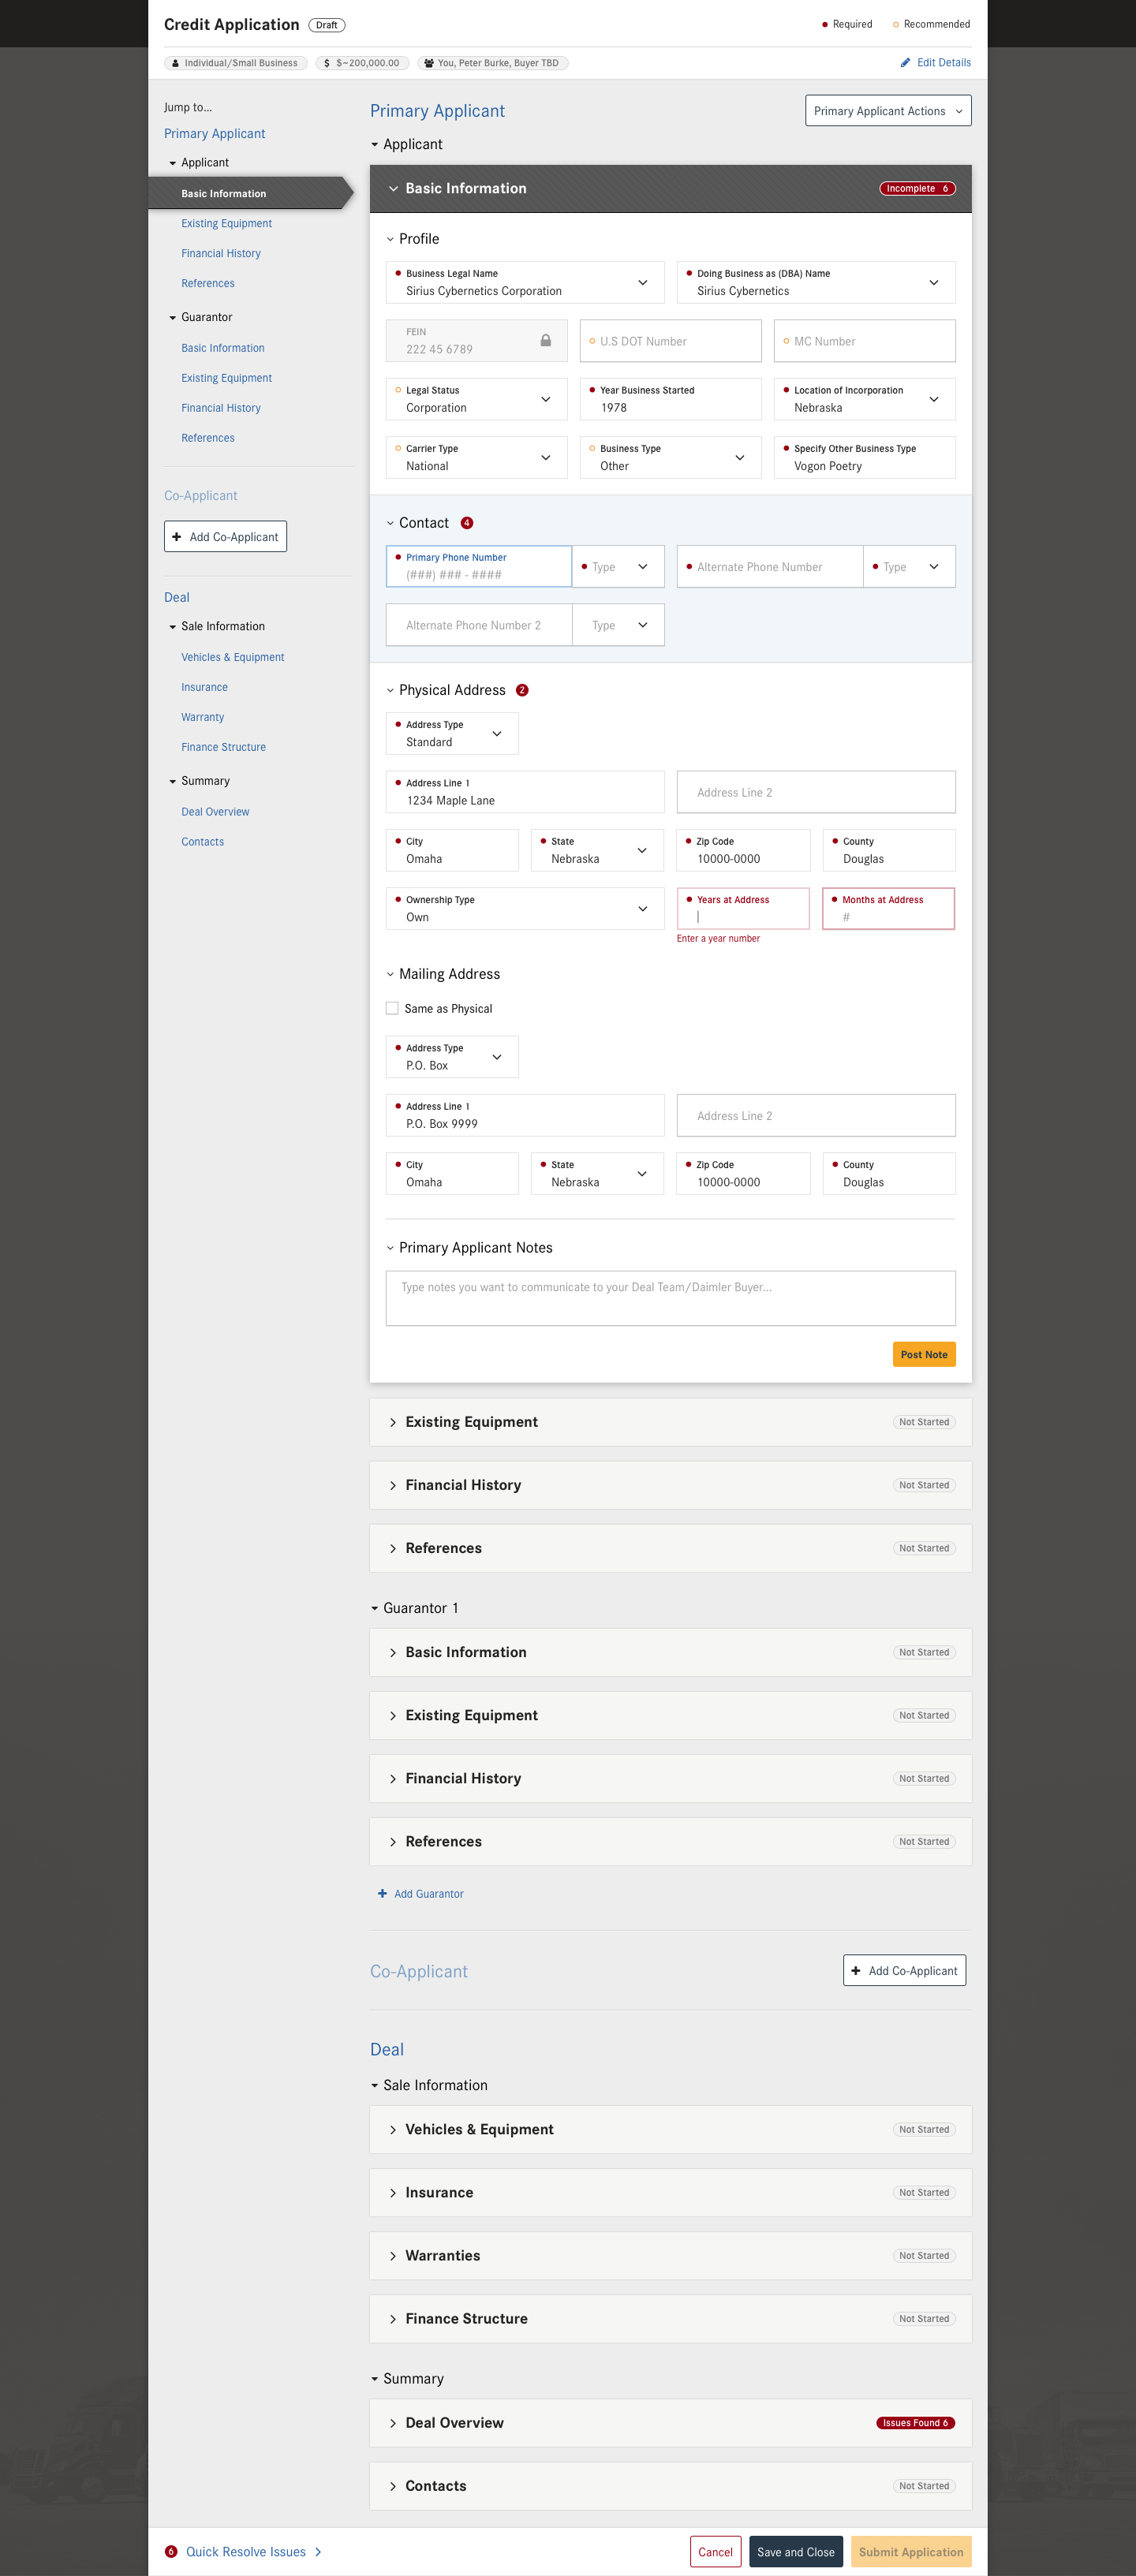 Credit Application
Draft
Required
Recommended
Individual/Small Business
$ $~200,000.00
You, Peter Burke, Buyer TBD
Edit Details
Jump to...
Primary Applicant
Applicant
Basic Information
Existing Equipment
Financial History
References
Guarantor
Basic Information
Existing Equipment
Financial History
References
Co-Applicant
Add Co-Applicant
Deal
Sale Information
Vehicles & Equipment
Insurance
Warranty
Finance Structure
Summary
Deal Overview
Contacts
Primary Applicant
Primary Applicant Actions
Applicant
Basic Information
Incomplete 6
Profile
Business Legal Name
Sirius Cybernetics Corporation
Doing Business as (DBA) Name
Sirius Cybernetics
FEIN
222 45 6789
U.S DOT Number
MC Number
Legal Status
Corporation
Year Business Started
1978
Location of Incorporation
Nebraska
Carrier Type
National
Business Type
Other
Specify Other Business Type
Vogon Poetry
Contact 4
Primary Phone Number
(###) ### - ####
Type
Alternate Phone Number
Type
Alternate Phone Number 2
Type
Physical Address 2
Address Type
Standard
Address Line 1
1234 Maple Lane
Address Line 2
City
Omaha
State
Nebraska
Zip Code
10000-0000
County
Douglas
Ownership Type
Own
Years at Address
Enter a year number
Months at Address
#
Mailing Address
Same as Physical
Address Type
P.O. Box
Address Line 1
P.O. Box 9999
Address Line 2
City
Omaha
State
Nebraska
Zip Code
10000-0000
County
Douglas
Primary Applicant Notes
Type notes you want to communicate to your Deal Team/Daimler Buyer...
Post Note
Existing Equipment
Not Started
Financial History
Not Started
References
Not Started
Guarantor 1
Basic Information
Not Started
Existing Equipment
Not Started
Financial History
Not Started
References
Not Started
Add Guarantor
Co-Applicant
Add Co-Applicant
Deal
Sale Information
Vehicles & Equipment
Not Started
Insurance
Not Started
Warranties
Not Started
Finance Structure
Not Started
Summary
Deal Overview
Issues Found 6
Contacts
Not Started
6 Quick Resolve Issues
Cancel
Save and Close
Submit Application